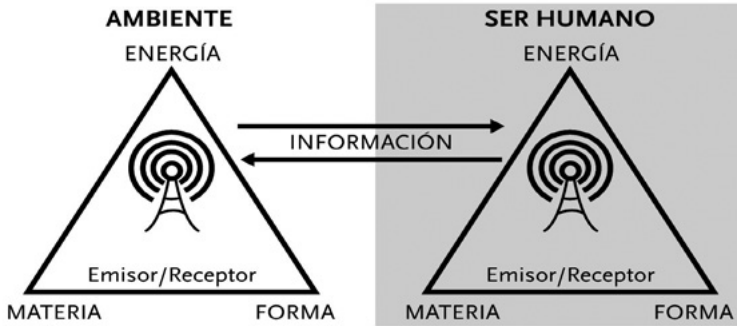 AMBIENTE
ENERGÍA
SER HUMANO
ENERGÍA
INFORMACIÓN
Emisor/Receptor
MATERIA
FORMA
Emisor/Receptor
MATERIA
FORMA